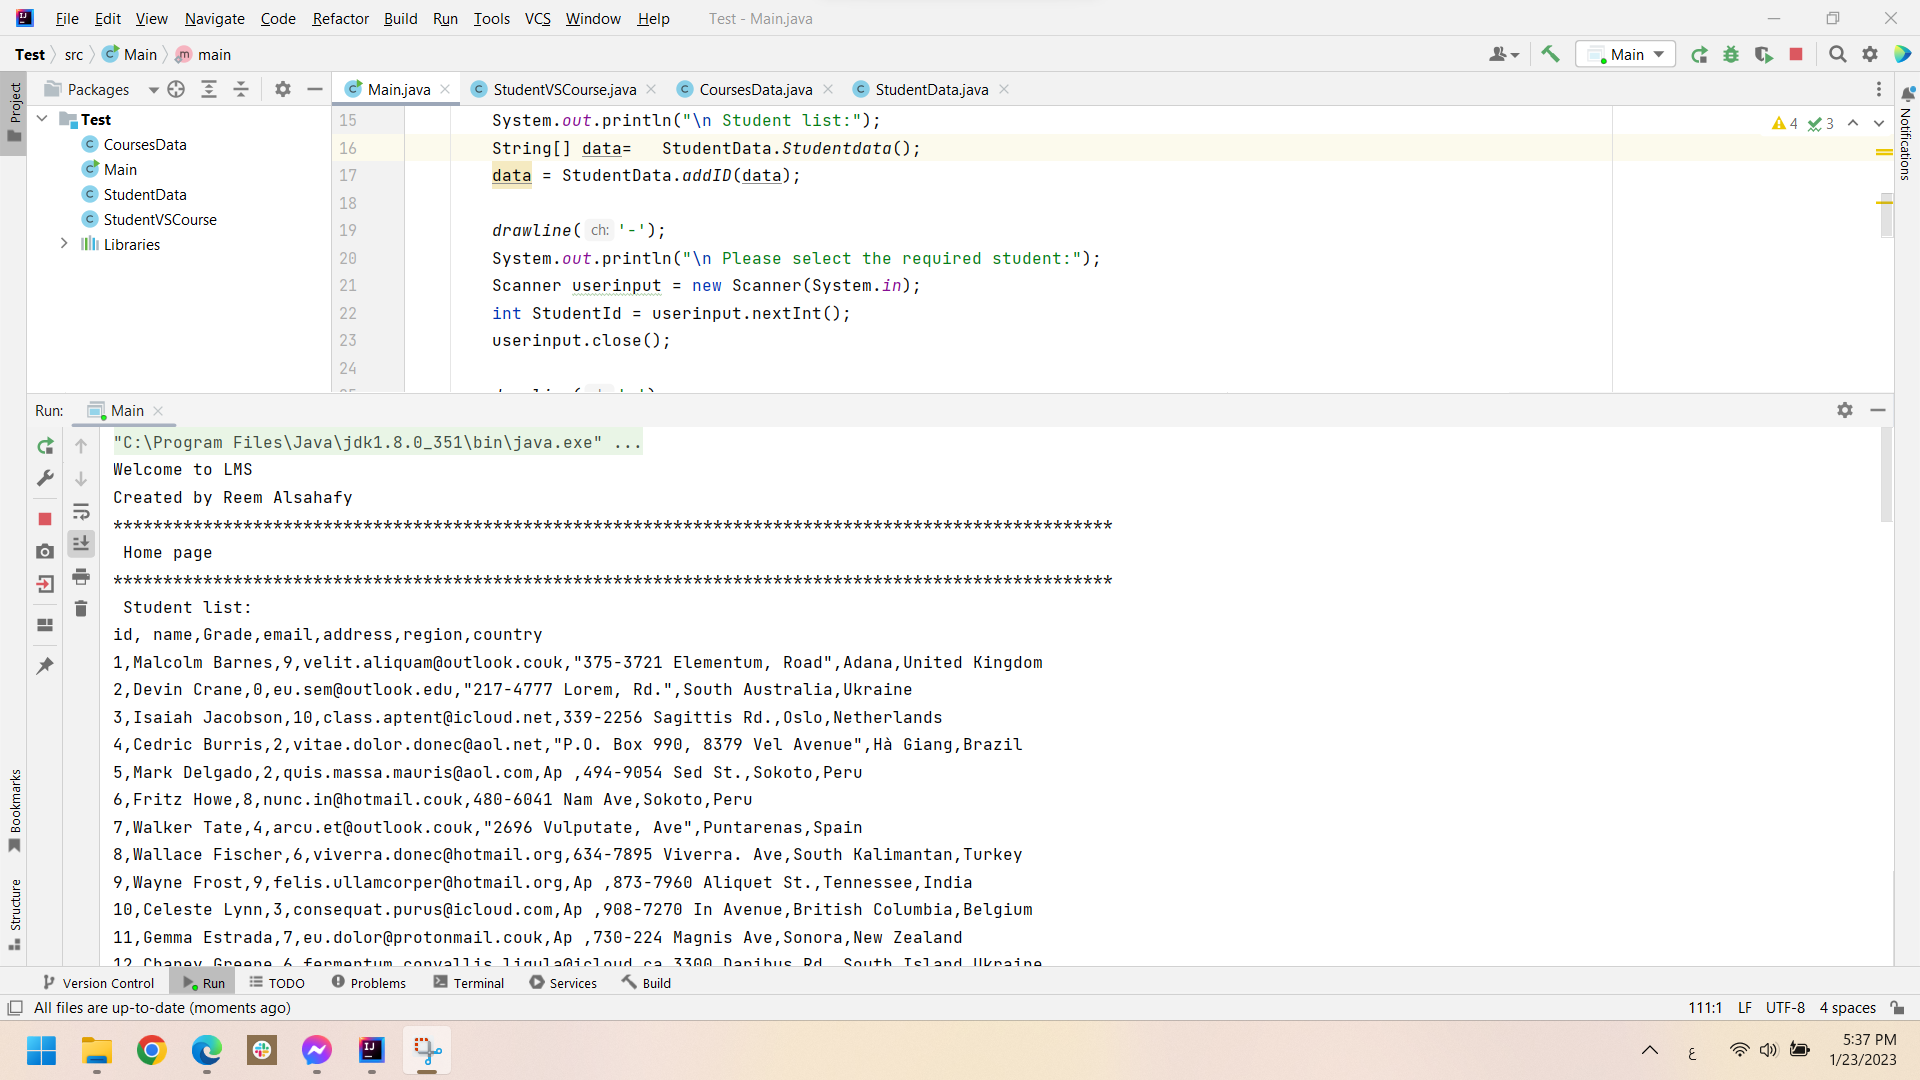 File Edit View Navigate Code Refactor Build Run Tools VCS Window Help Test - Main.java
Test src Main main
Main
Project
Packages
Main.java StudentVSCourse.java CoursesData.java StudentData.java
Notifications
Test
CoursesData
Main
StudentData
StudentVSCourse
Libraries
4 3
15 System.out.println("\n Student list:");
16 String[] data= StudentData.Studentdata();
17 data = StudentData.addID(data);
18
19 drawline( ch: '-');
20 System.out.println("\n Please select the required student:");
21 Scanner userinput = new Scanner(System.in);
22 int StudentId = userinput.nextInt();
23 userinput.close();
24
Run: Main
"C:\Program Files\Java\jdk1.8.0_351\bin\java.exe" ...
Welcome to LMS
Created by Reem Alsahafy
****************************************************************************************************
Home page
****************************************************************************************************
Student list:
id, name,Grade,email,address,region,country
1,Malcolm Barnes,9,velit.aliquam@outlook.couk,"375-3721 Elementum, Road",Adana,United Kingdom
2,Devin Crane,0,eu.sem@outlook.edu,"217-4777 Lorem, Rd.",South Australia,Ukraine
3,Isaiah Jacobson,10,class.aptent@icloud.net,339-2256 Sagittis Rd.,Oslo,Netherlands
4,Cedric Burris,2,vitae.dolor.donec@aol.net,"P.O. Box 990, 8379 Vel Avenue",Hà Giang,Brazil
5,Mark Delgado,2,quis.massa.mauris@aol.com,Ap ,494-9054 Sed St.,Sokoto,Peru
6,Fritz Howe,8,nunc.in@hotmail.couk,480-6041 Nam Ave,Sokoto,Peru
7,Walker Tate,4,arcu.et@outlook.couk,"2696 Vulputate, Ave",Puntarenas,Spain
8,Wallace Fischer,6,viverra.donec@hotmail.org,634-7895 Viverra. Ave,South Kalimantan,Turkey
9,Wayne Frost,9,felis.ullamcorper@hotmail.org,Ap ,873-7960 Aliquet St.,Tennessee,India
10,Celeste Lynn,3,consequat.purus@icloud.com,Ap ,908-7270 In Avenue,British Columbia,Belgium
11,Gemma Estrada,7,eu.dolor@protonmail.couk,Ap ,730-224 Magnis Ave,Sonora,New Zealand
12,Chaney Greene,6,fermentum.convallis.ligula@icloud.ca,3300 Dapibus Rd.,South Island,Ukraine
Bookmarks
Structure
Version Control Run TODO Problems Terminal Services Build
All files are up-to-date (moments ago)
111:1 LF UTF-8 4 spaces
ع
5:37 PM
1/23/2023